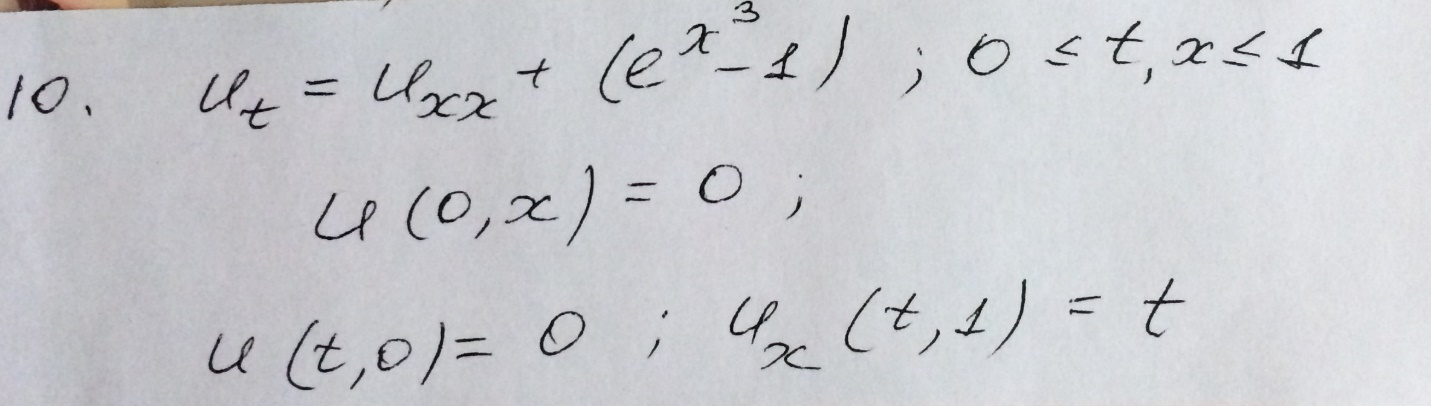 10. u_t = u_xx + (e^x^3 - 1) ; 0 ≤ t, x ≤ 1
u (0, x) = 0 ;
u (t, 0) = 0 ; u_x (t, 1) = t